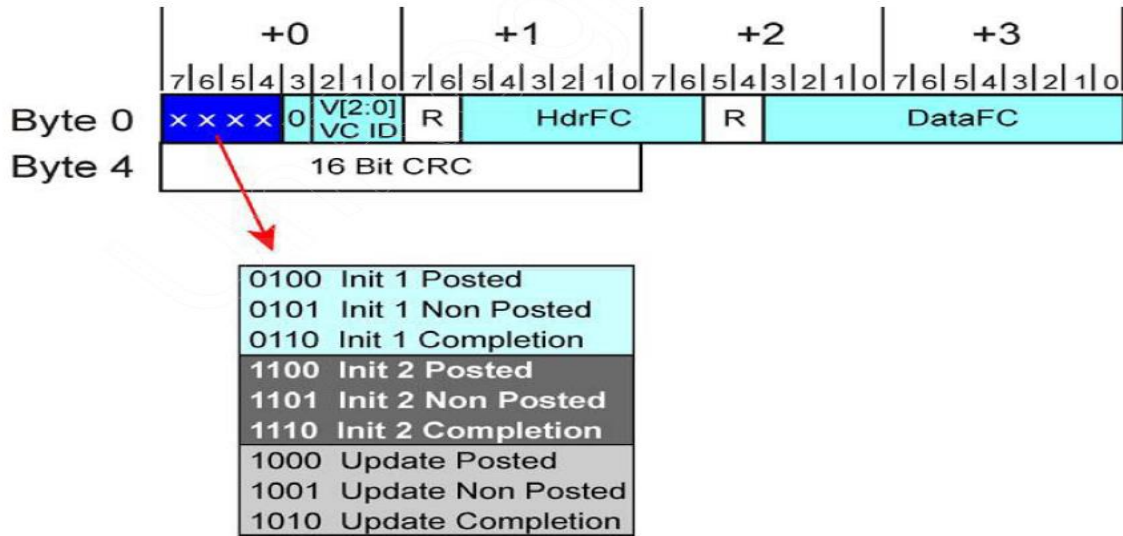 +0 +1 +2 +3
7 6 5 4 3 2 1 0 7 6 5 4 3 2 1 0 7 6 5 4 3 2 1 0 7 6 5 4 3 2 1 0
Byte 0 x x x x 0 V[2:0] VC ID R HdrFC R DataFC
Byte 4 16 Bit CRC
0100 Init 1 Posted
0101 Init 1 Non Posted
0110 Init 1 Completion
1100 Init 2 Posted
1101 Init 2 Non Posted
1110 Init 2 Completion
1000 Update Posted
1001 Update Non Posted
1010 Update Completion